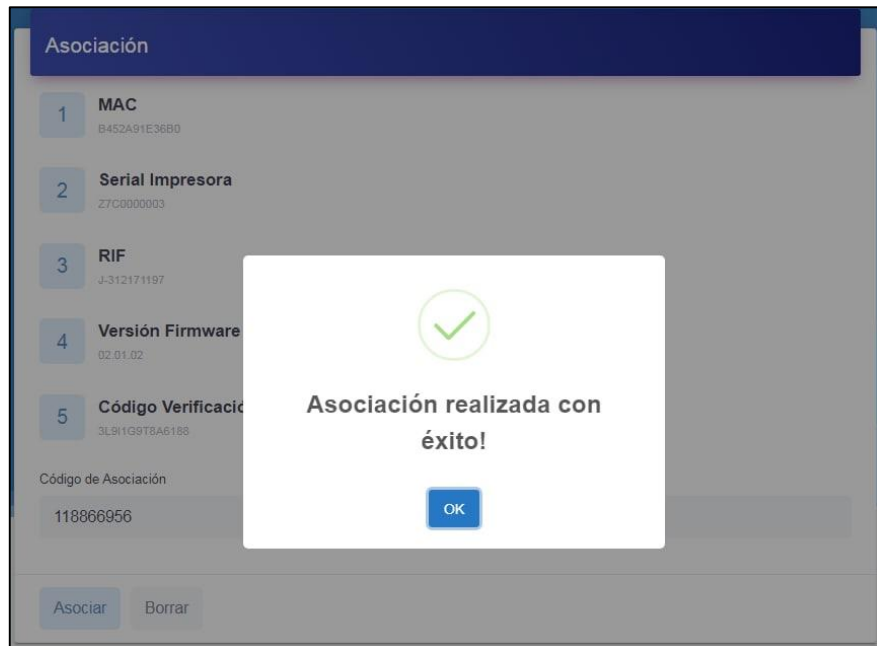 Asociación
1
MAC
B452A91E36B0
2
Serial Impresora
Z7C0000003
3
RIF
J-312171197
4
Versión Firmware
02.01.02
5
Código Verificació
3L9I1G9T8A6188
Asociación realizada con
éxito!
OK
Código de Asociación
118866956
Asociar Borrar